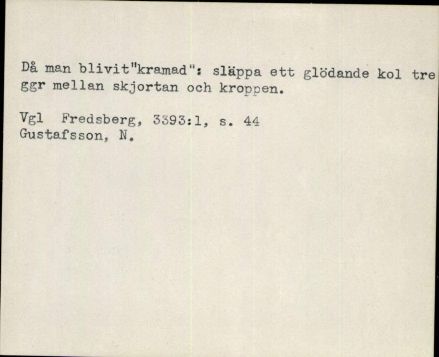 Då man blivit"kramad": släppa ett glödande kol tre
ggr mellan skjortan och kroppen.
Vgl Fredsberg, 3393:1, s. 44
Gustafsson, N.